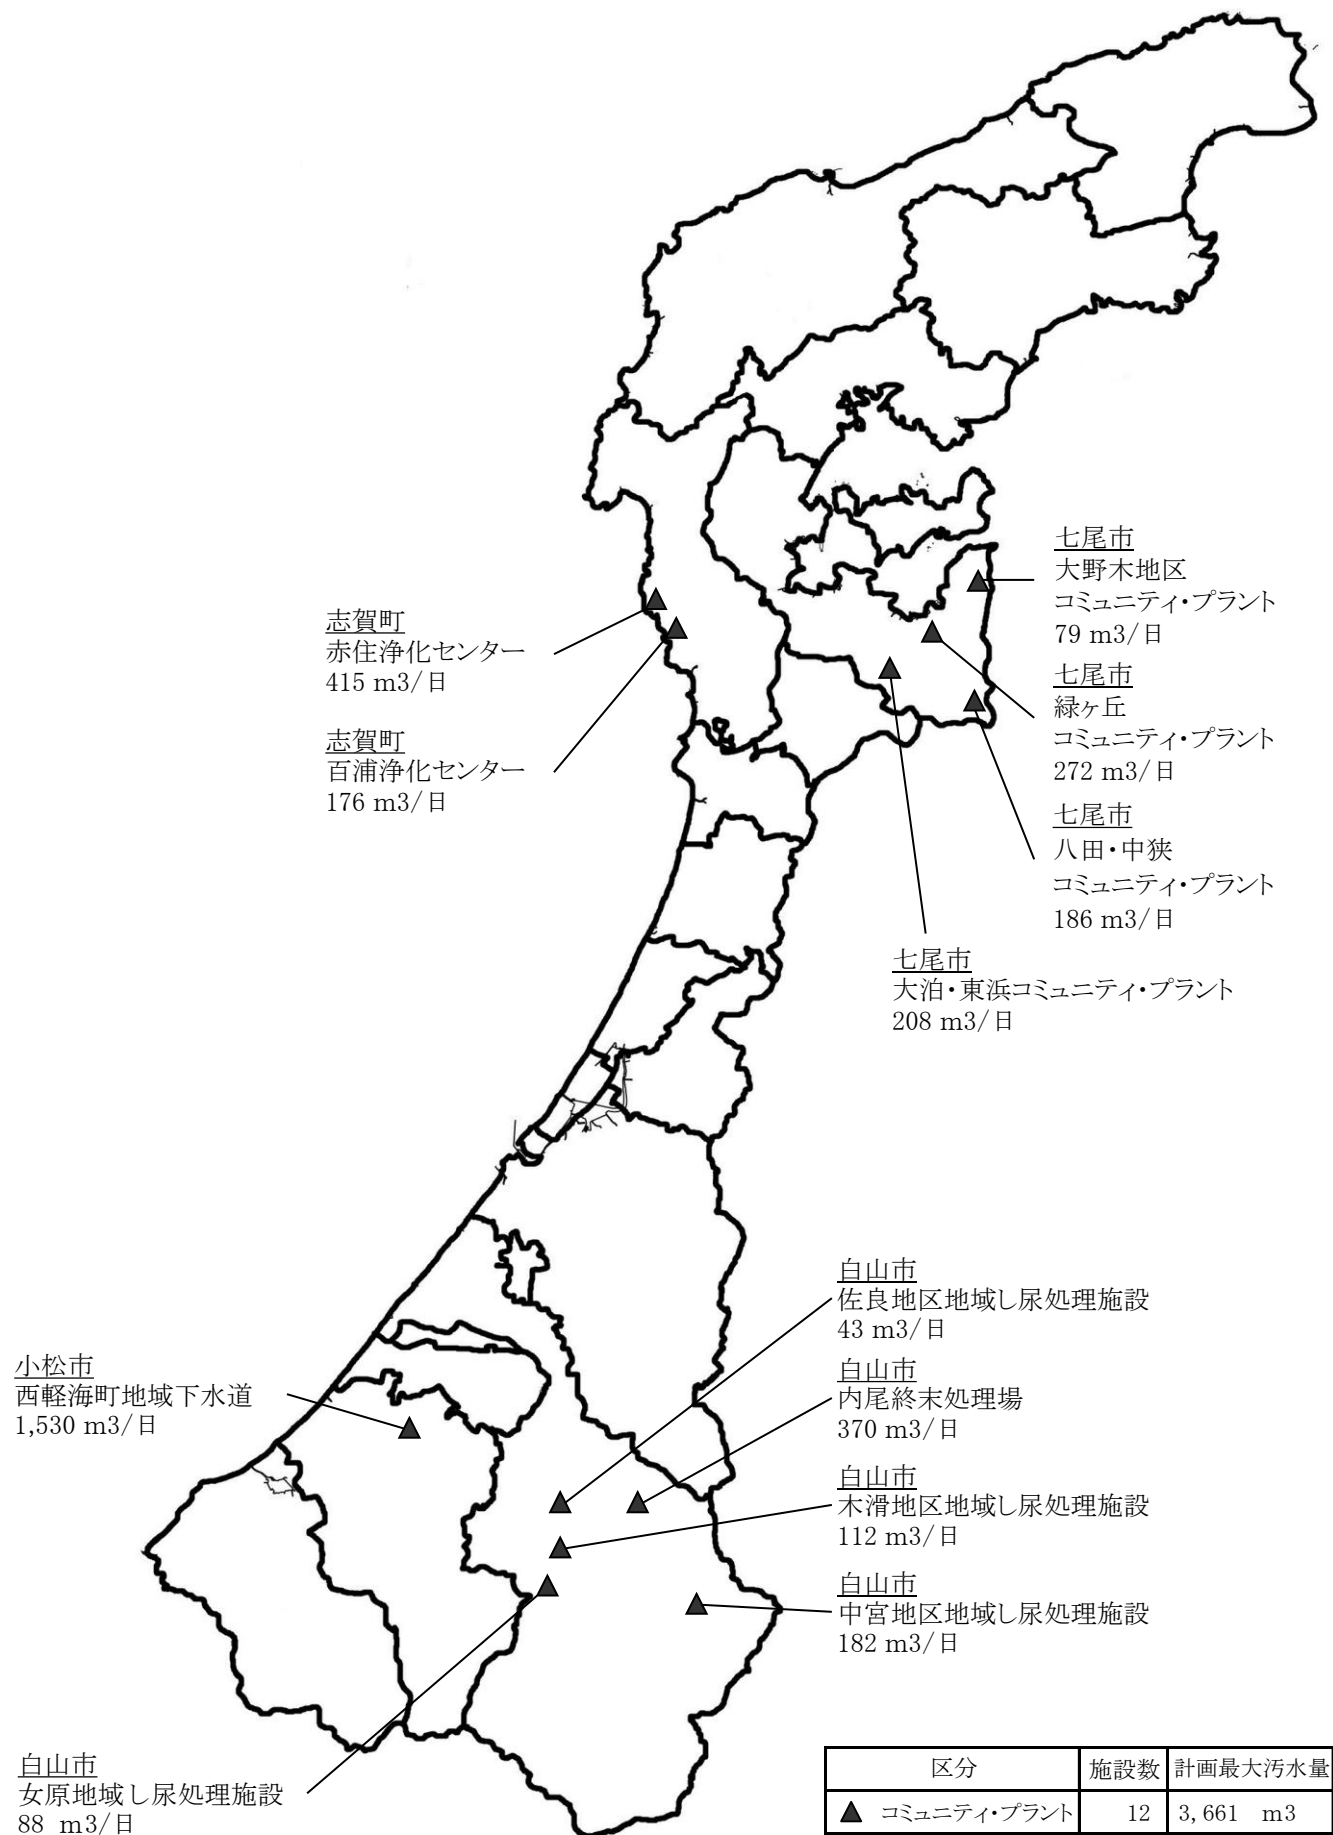 七尾市
大野木地区
コミュニティ・プラント
79 m3/日
七尾市
緑ヶ丘
コミュニティ・プラント
272 m3/日
七尾市
八田・中狭
コミュニティ・プラント
186 m3/日
七尾市
大泊・東浜コミュニティ・プラント
208 m3/日
志賀町
赤住浄化センター
415 m3/日
志賀町
百浦浄化センター
176 m3/日
白山市
佐良地区地域し尿処理施設
43 m3/日
白山市
内尾終末処理場
370 m3/日
白山市
木滑地区地域し尿処理施設
112 m3/日
白山市
中宮地区地域し尿処理施設
182 m3/日
小松市
西軽海町地域下水道
1,530 m3/日
白山市
女原地域し尿処理施設
88 m3/日
区分 施設数 計画最大汚水量
▲ コミュニティ・プラント 12 3,661 m3